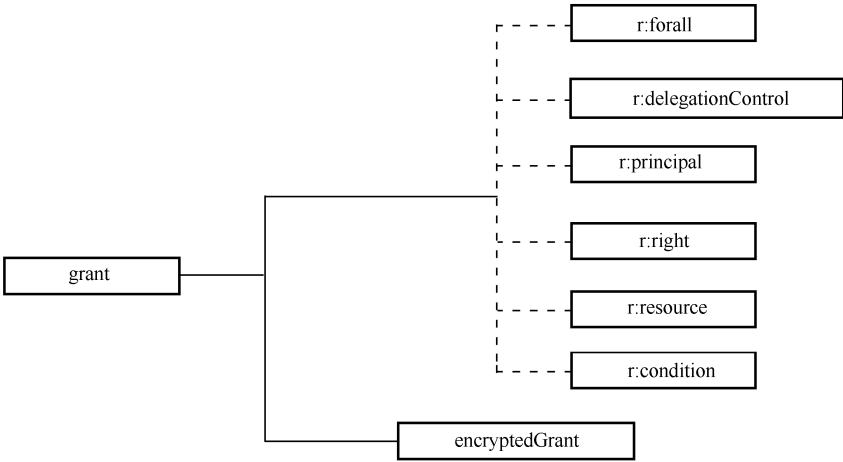 r:forall
r:delegationControl
r:principal
r:right
grant
r:resource
r:condition
encryptedGrant